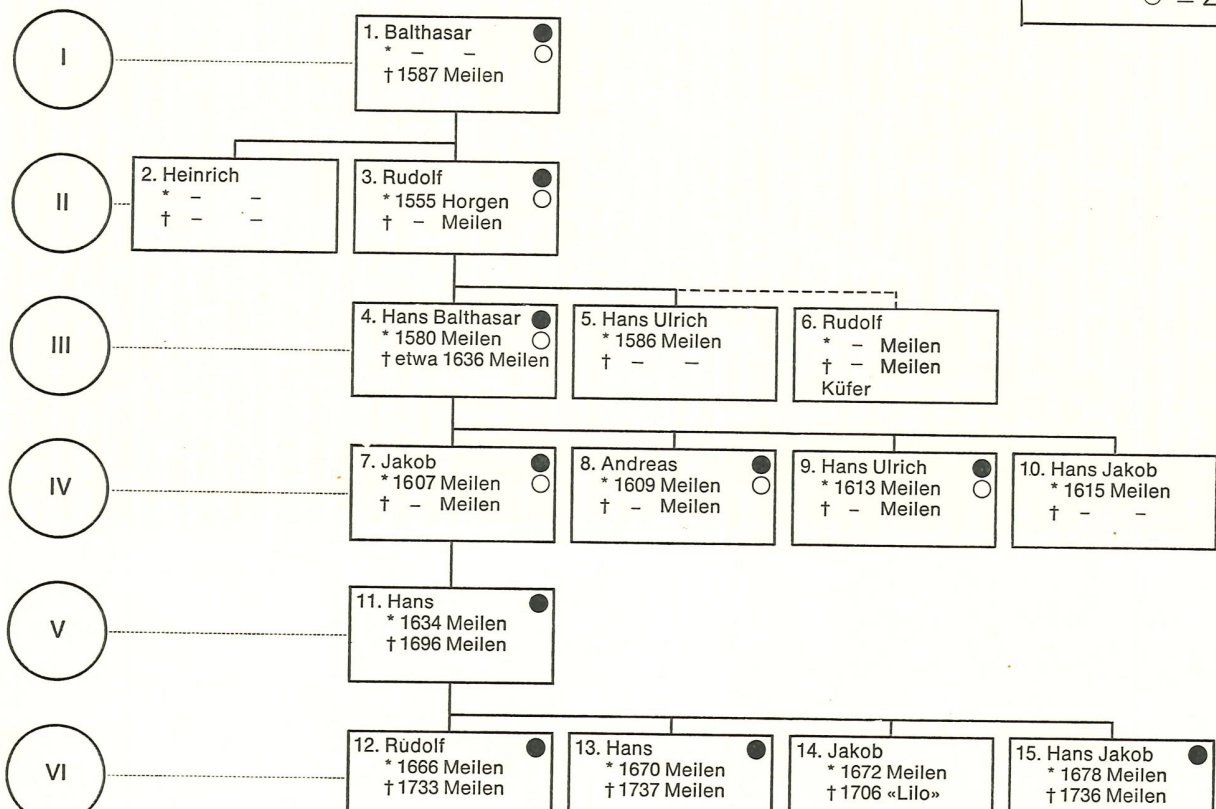 I
1. Balthasar
* – –
† 1587 Meilen
II
2. Heinrich
* – –
† – –
3. Rudolf
* 1555 Horgen
† – Meilen
III
4. Hans Balthasar
* 1580 Meilen
† etwa 1636 Meilen
5. Hans Ulrich
* 1586 Meilen
† – –
6. Rudolf
* – Meilen
† – Meilen
Küfer
IV
7. Jakob
* 1607 Meilen
† – Meilen
8. Andreas
* 1609 Meilen
† – Meilen
9. Hans Ulrich
* 1613 Meilen
† – Meilen
10. Hans Jakob
* 1615 Meilen
† – –
V
11. Hans
* 1634 Meilen
† 1696 Meilen
VI
12. Rudolf
* 1666 Meilen
† 1733 Meilen
13. Hans
* 1670 Meilen
† 1737 Meilen
14. Jakob
* 1672 Meilen
† 1706 «Lilo»
15. Hans Jakob
* 1678 Meilen
† 1736 Meilen